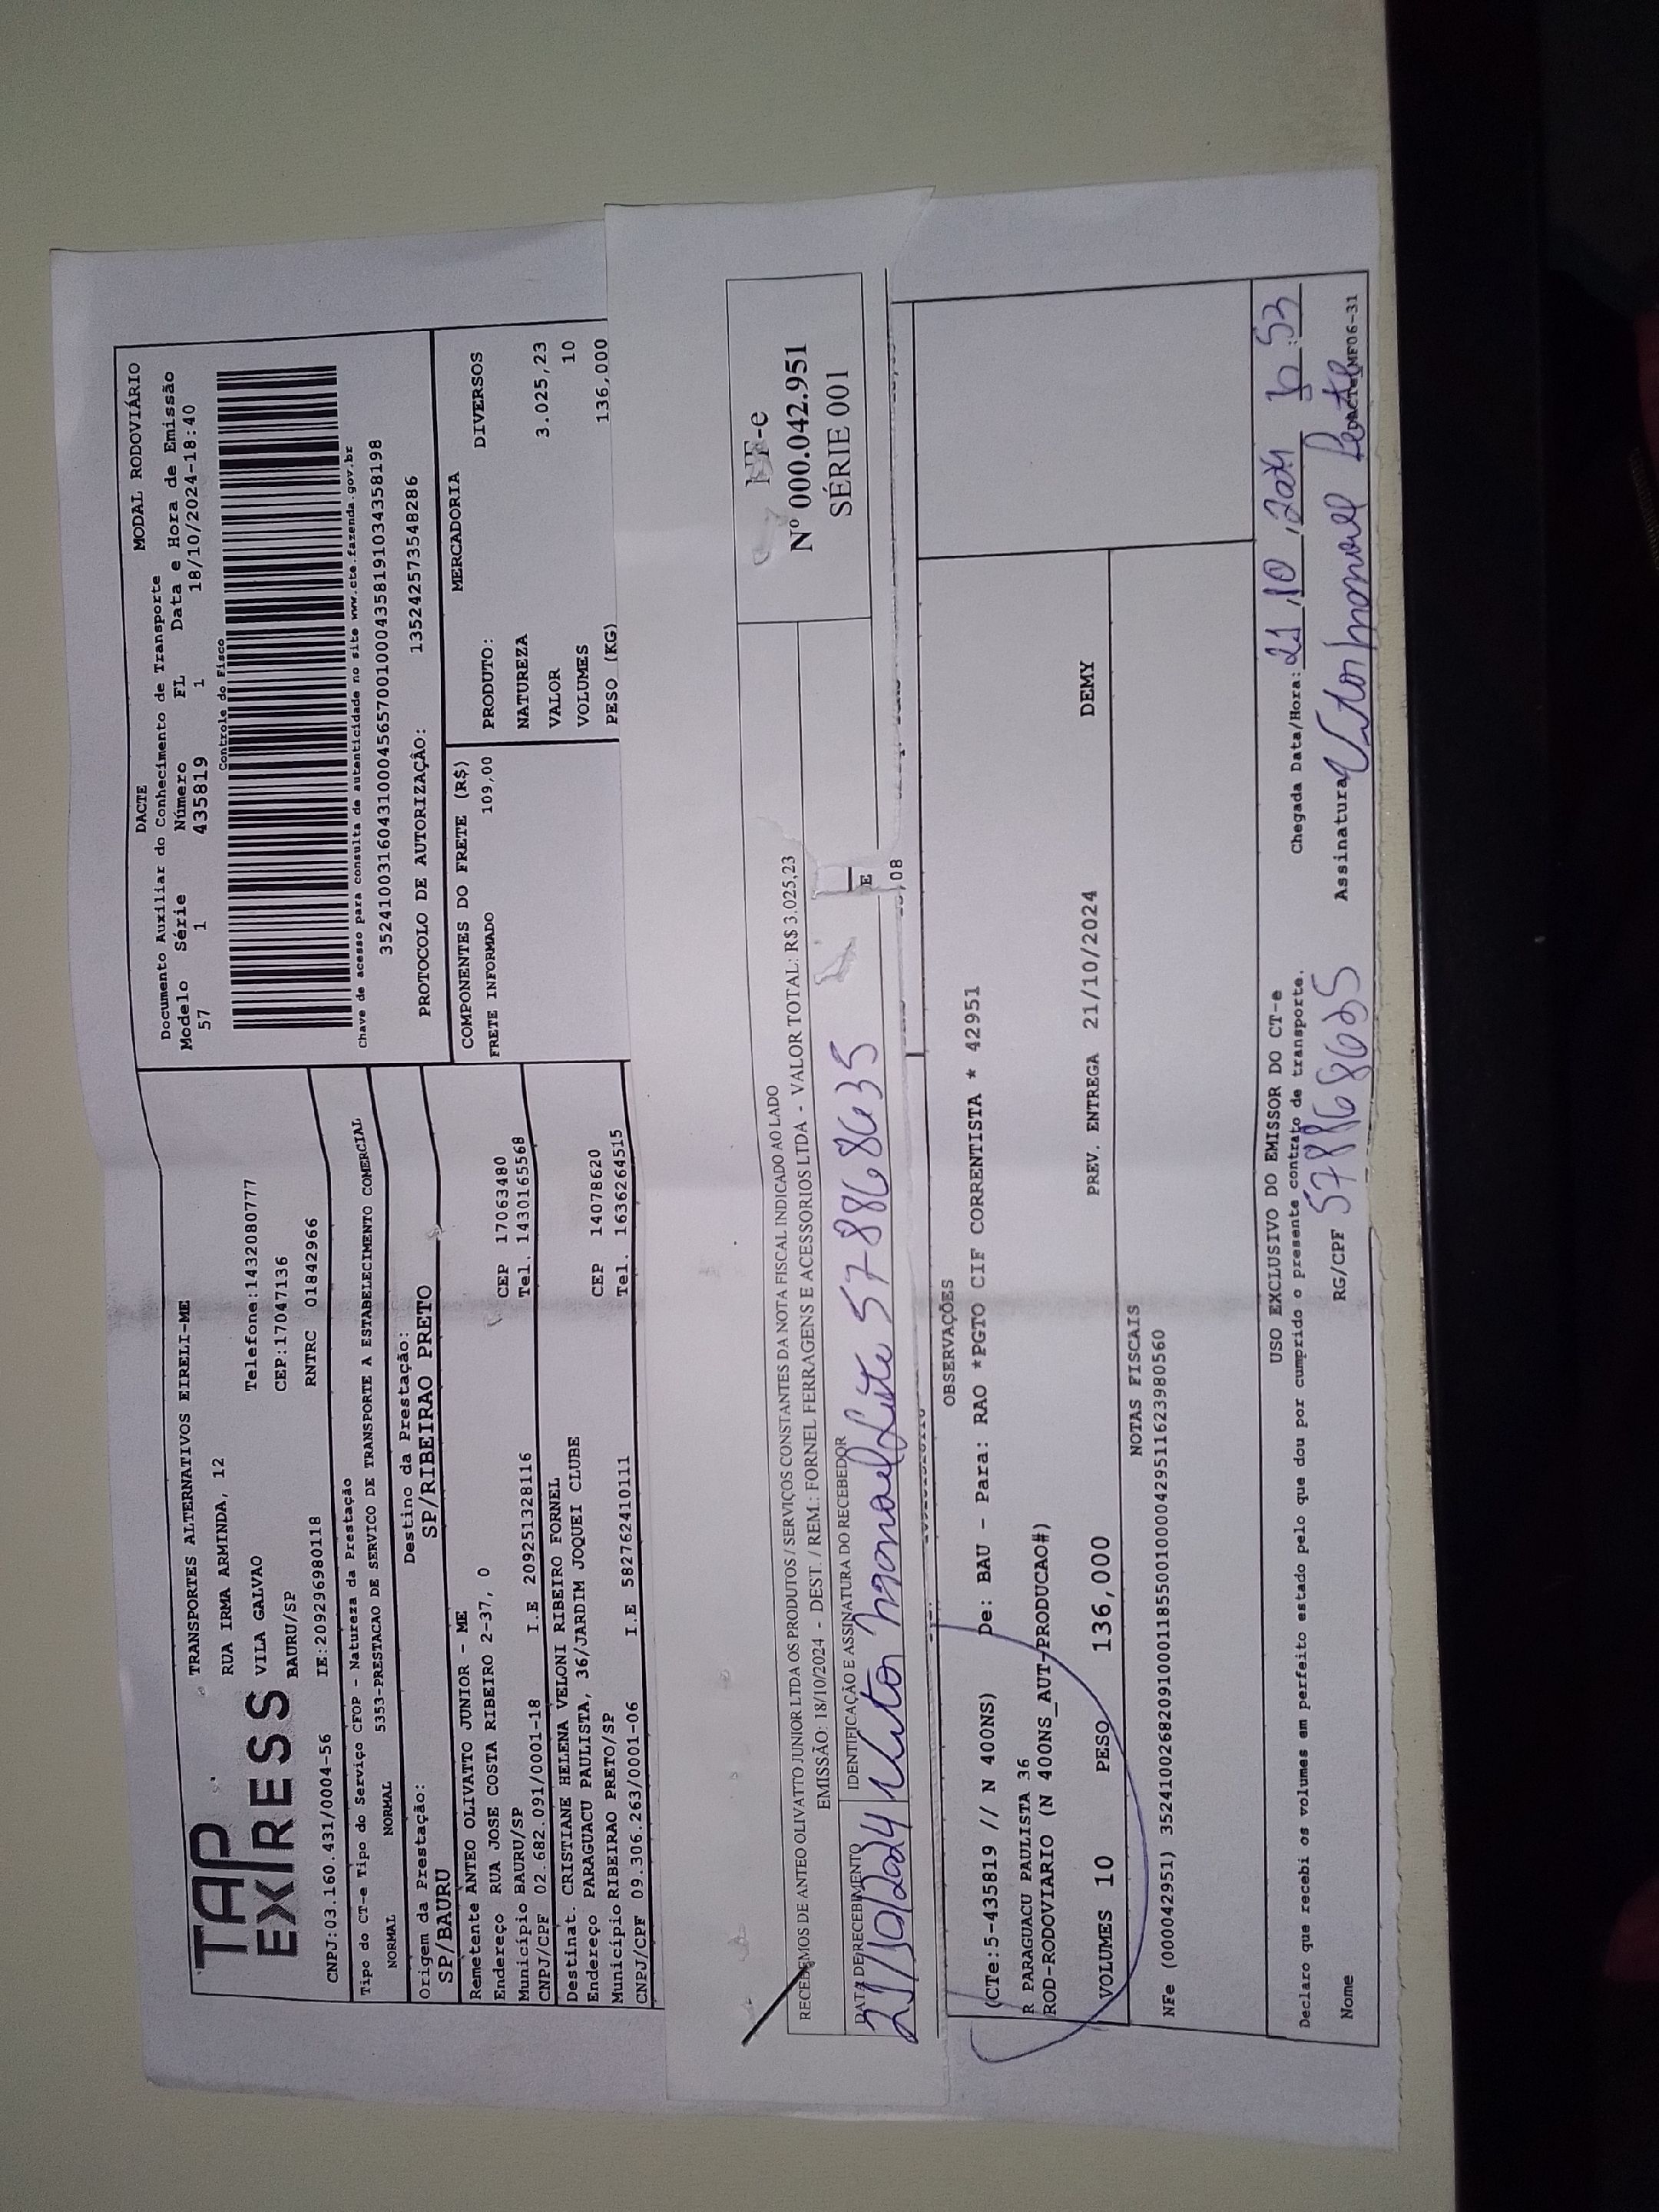 TAP
EXPRESS
TRANSPORTES ALTERNATIVOS EIRELI-ME
RUA IRMA ARMINDA, 12
VILA GALVAO Telefone:1432080777
BAURU/SP CEP:17047136
CNPJ:03.160.431/0004-56 IE:209296980118 RNTRC 01842966
DACTE MODAL RODOVIÁRIO
Documento Auxiliar do Conhecimento de Transporte
Modelo Série Número FL Data e Hora de Emissão
57 1 435819 1 18/10/2024-18:40
Controle do Fisco
Chave de acesso para consulta de autenticidade no site www.cte.fazenda.gov.br
35241003160431000456570010004358191034358198
PROTOCOLO DE AUTORIZAÇÃO: 135242573548286
Tipo do CT-e Tipo do Serviço CFOP - Natureza da Prestação
NORMAL NORMAL 5353-PRESTACAO DE SERVICO DE TRANSPORTE A ESTABELECIMENTO COMERCIAL
Origem da Prestação: Destino da Prestação:
SP/BAURU SP/RIBEIRAO PRETO
Remetente ANTEO OLIVATTO JUNIOR - ME
Endereço RUA JOSE COSTA RIBEIRO 2-37, 0 CEP 17063480
Município BAURU/SP Tel. 1430165568
CNPJ/CPF 02.682.091/0001-18 I.E 209251328116
Destinat. CRISTIANE HELENA VELONI RIBEIRO FORNEL
Endereço PARAGUACU PAULISTA, 36/JARDIM JOQUEI CLUBE CEP 14078620
Município RIBEIRAO PRETO/SP Tel. 1636264515
CNPJ/CPF 09.306.263/0001-06 I.E 582762410111
COMPONENTES DO FRETE (R$)
FRETE INFORMADO 109,00
MERCADORIA
PRODUTO: DIVERSOS
NATUREZA
VALOR 3.025,23
VOLUMES 10
PESO (KG) 136,000
RECEBEMOS DE ANTEO OLIVATTO JUNIOR LTDA OS PRODUTOS / SERVIÇOS CONSTANTES DA NOTA FISCAL INDICADO AO LADO
EMISSÃO: 18/10/2024 - DEST. / REM.: FORNEL FERRAGENS E ACESSORIOS LTDA - VALOR TOTAL: R$ 3.025,23
DATA DE RECEBIMENTO IDENTIFICAÇÃO E ASSINATURA DO RECEBEDOR
21/10/2024 578868635
NF-e
Nº 000.042.951
SÉRIE 001
E
,08
OBSERVAÇÕES
(CTe:5-435819 // N 400NS) De: BAU - Para: RAO *PGTO CIF CORRENTISTA * 42951
R PARAGUACU PAULISTA 36
ROD-RODOVIARIO (N 400NS_AUT-PRODUCAO#)
VOLUMES 10 PESO 136,000 PREV. ENTREGA 21/10/2024 DEMY
NOTAS FISCAIS
NFe (000042951) 35241002682091000118550010000429511623980560
USO EXCLUSIVO DO EMISSOR DO CT-e
Declaro que recebi os volumes em perfeito estado pelo que dou por cumprido o presente contrato de transporte.
Chegada Data/Hora: 21,10,2024 :53
Nome RG/CPF 578868635 Assinatura
MF06-31